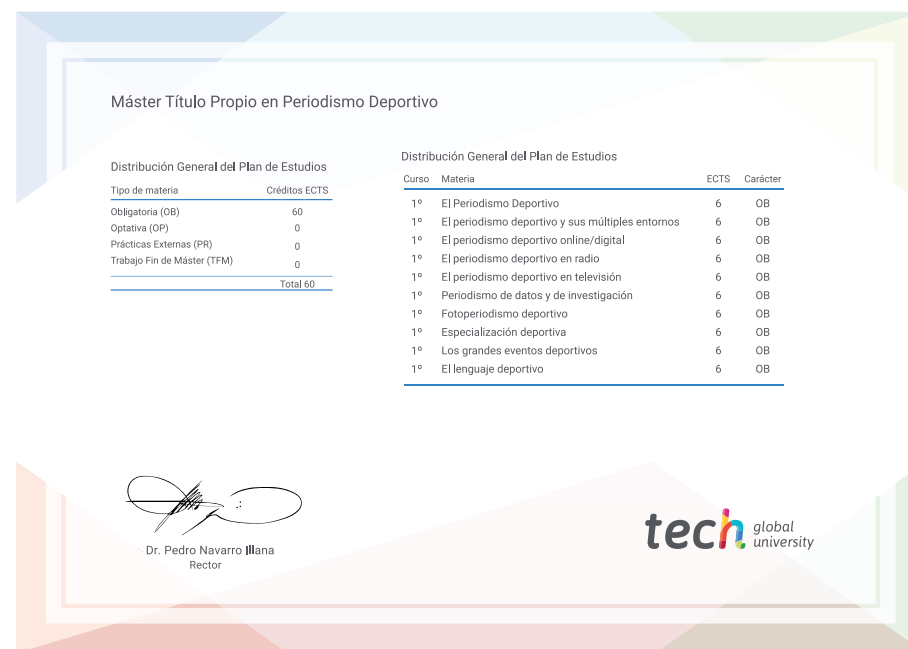 Máster Título Propio en Periodismo Deportivo
Distribución General del Plan de Estudios
Tipo de materia Créditos ECTS
Obligatoria (OB) 60
Optativa (OP) 0
Prácticas Externas (PR) 0
Trabajo Fin de Máster (TFM) 0
Total 60
Distribución General del Plan de Estudios
Curso Materia ECTS Carácter
1º El Periodismo Deportivo 6 OB
1º El periodismo deportivo y sus múltiples entornos 6 OB
1º El periodismo deportivo online/digital 6 OB
1º El periodismo deportivo en radio 6 OB
1º El periodismo deportivo en televisión 6 OB
1º Periodismo de datos y de investigación 6 OB
1º Fotoperiodismo deportivo 6 OB
1º Especialización deportiva 6 OB
1º Los grandes eventos deportivos 6 OB
1º El lenguaje deportivo 6 OB
Dr. Pedro Navarro Illana
Rector
tech global
university